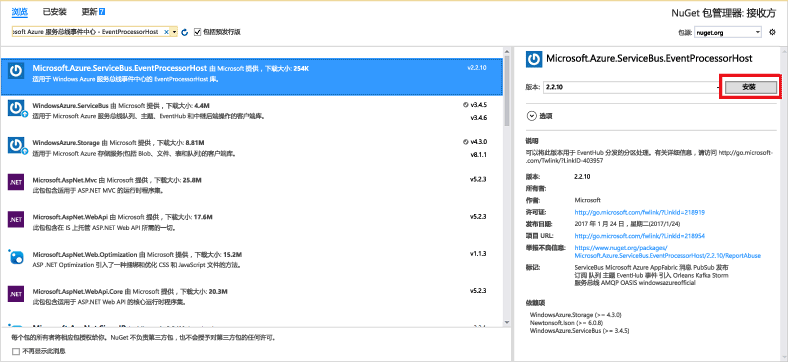 浏览 已安装 更新 7
NuGet 包管理器: 接收方
soft Azure 服务总线事件中心 - EventProcessorHost
包括预发行版
包源: nuget.org
Microsoft.Azure.ServiceBus.EventProcessorHost 由 Microsoft 提供，下载大小: 254K v2.2.10
适用于 Windows Azure 服务总线事件中心的 EventProcessorHost 库。
WindowsAzure.ServiceBus 由 Microsoft 提供，下载大小: 4.4M v3.4.5
适用于 Microsoft Azure 服务总线队列、主题、EventHub 和中继后端操作的客户端库。 v3.4.6
WindowsAzure.Storage 由 Microsoft 提供，下载大小: 8.81M v4.3.0
适用于 Microsoft Azure 存储服务(包括 Blob、文件、表和队列)的客户端库。 v8.1.1
Microsoft.AspNet.Mvc 由 Microsoft 提供，下载大小: 25.8M v5.2.3
此包包含适用于 ASP.NET MVC 的运行时程序集。
Microsoft.AspNet.WebApi 由 Microsoft 提供，下载大小: 17.6M v5.2.3
此包包含在 IS 上托管 ASP.NET Web API 所需的一切。
Microsoft.AspNet.Web.Optimization 由 Microsoft 提供，下载大小: 15.2M v1.1.3
ASP .NET Optimization 引入了一种捆绑和优化 CSS 和 JavaScript 文件的方法。
Microsoft.AspNet.WebApi.Core 由 Microsoft 提供，下载大小: 20.3M v5.2.3
此包包含适用于 ASP.NET Web API 的核心运行时程序集。
每个包的所有者将相应包授权给你。NuGet 不负责第三方包，也不会授予对第三方包的任何许可。
不再显示此消息
Microsoft.Azure.ServiceBus.EventProcessorHost
版本: 2.2.10 安装
选项
说明
可以将此版本用于 EventHub 分发的分区处理。有关详细信息，请访问 http://go.microsoft-
.com/fwlink/?LinkID-403957
版本: 2.2.10
所有者:
作者: Microsoft
许可证: http://go.microsoft.com/fwlink/?LinkId=218919
发布日期: 2017 年 1 月 24 日，星期二(2017/1/24)
项目 URL: http://go.microsoft.com/fwlink/?LinkId=218954
举报不良信息: https://www.nuget.org/packages/
Microsoft.Azure.ServiceBus.EventProcessorHost/2.2.10/ReportAbuse
标记: ServiceBus Microsoft Azure AppFabric 消息 PubSub 发布
订阅 队列 主题 EventHub 事件 引入 Orleans Kafka Storm
服务总线 AMQP OASIS windowsazureofficial
依赖项
WindowsAzure.Storage (>= 4.3.0)
Newtonsoft.Json (>= 6.0.8)
WindowsAzure.ServiceBus (>= 3.4.5)